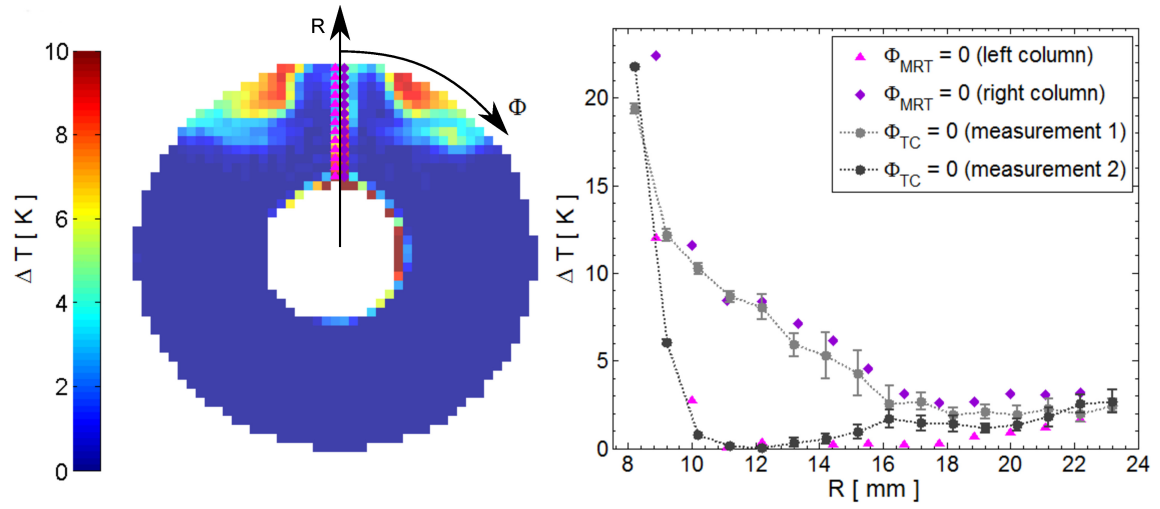 R
Φ
10
8
6
4
2
0
Δ T [ K ]
Φ_MRT = 0 (left column)
Φ_MRT = 0 (right column)
Φ_TC = 0 (measurement 1)
Φ_TC = 0 (measurement 2)
20
15
10
5
0
Δ T [ K ]
8 10 12 14 16 18 20 22 24
R [ mm ]